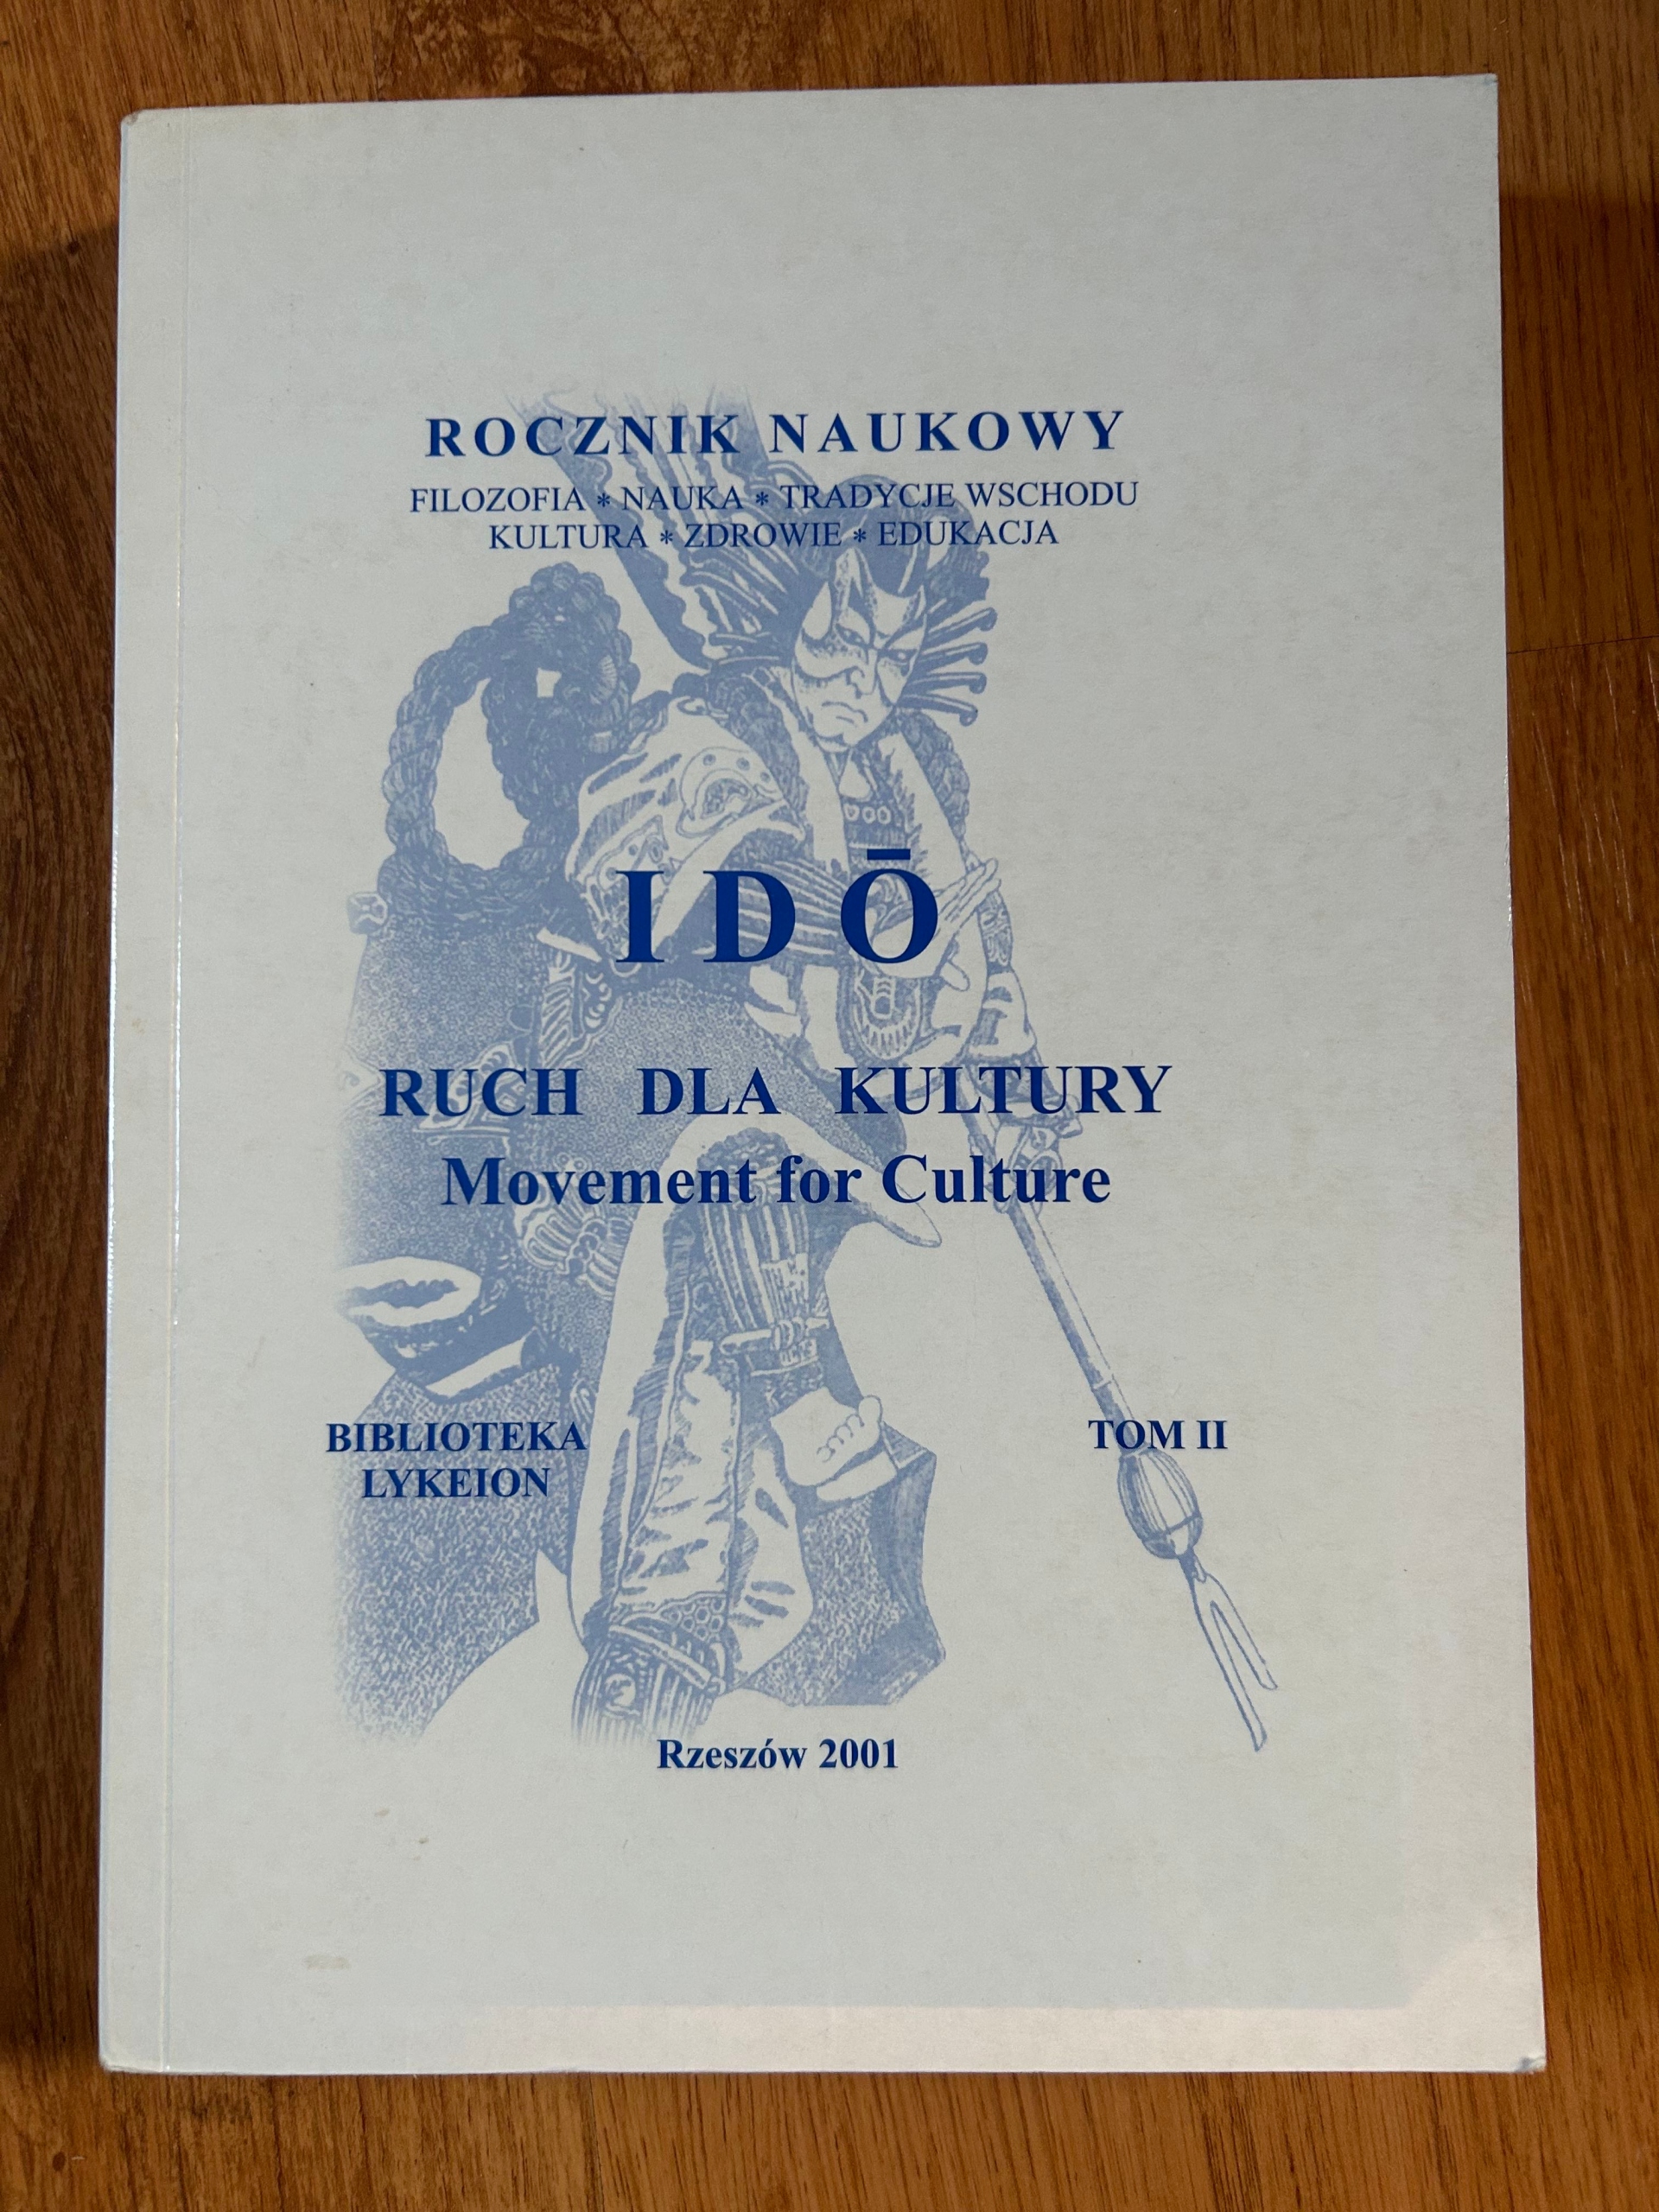 ROCZNIK NAUKOWY
FILOZOFIA * NAUKA * TRADYCJE WSCHODU
KULTURA * ZDROWIE * EDUKACJA
IDŌ
RUCH DLA KULTURY
Movement for Culture
BIBLIOTEKA
LYKEION
TOM II
Rzeszów 2001